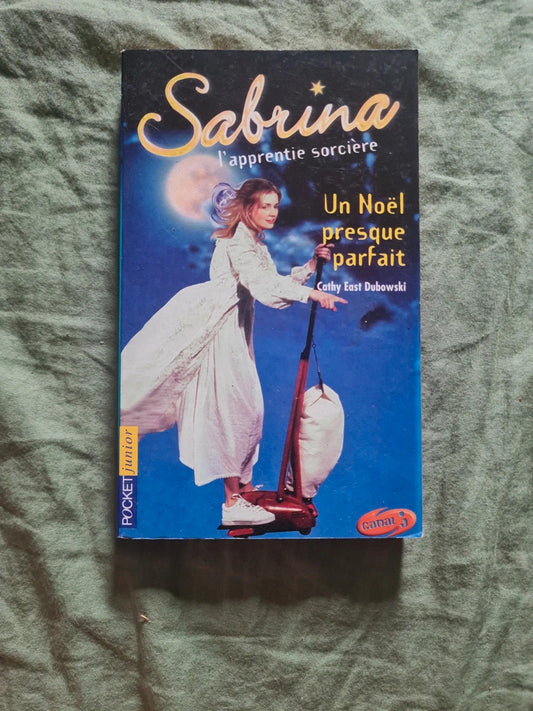 Sabrina
l'apprentie sorcière
Un Noël
presque
parfait
Cathy East Dubowski
POCKET junior
canal J